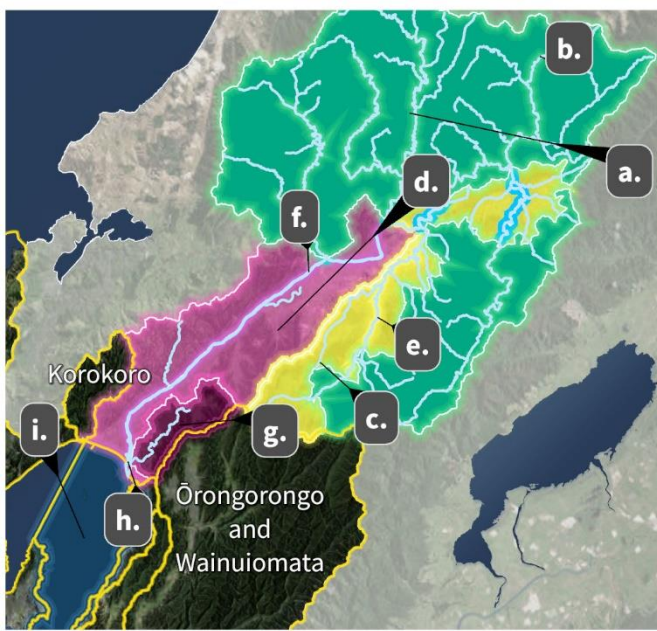 b.
a.
d.
f.
e.
Korokoro
c.
i.
g.
h.
Ōrongorongo
and
Wainuiomata